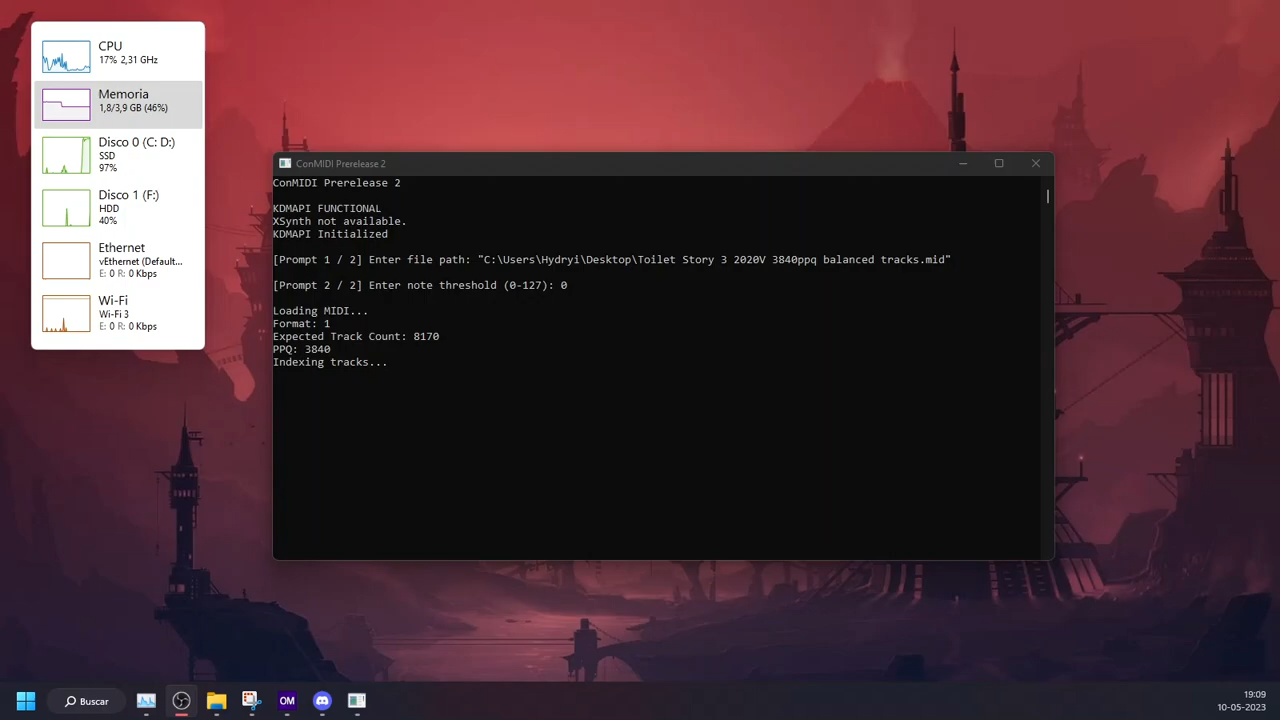 CPU
17% 2,31 GHz
Memoria
1,8/3,9 GB (46%)
Disco 0 (C: D:)
SSD
97%
Disco 1 (F:)
HDD
40%
Ethernet
vEthernet (Default...
E: 0 R: 0 Kbps
Wi-Fi
Wi-Fi 3
E: 0 R: 0 Kbps
ConMIDI Prerelease 2
ConMIDI Prerelease 2
KDMAPI FUNCTIONAL
XSynth not available.
KDMAPI Initialized
[Prompt 1 / 2] Enter file path: "C:\Users\Hydryi\Desktop\Toilet Story 3 2020V 3840ppq balanced tracks.mid"
[Prompt 2 / 2] Enter note threshold (0-127): 0
Loading MIDI...
Format: 1
Expected Track Count: 8170
PPQ: 3840
Indexing tracks...
Buscar
OM
19:09
10-05-2023